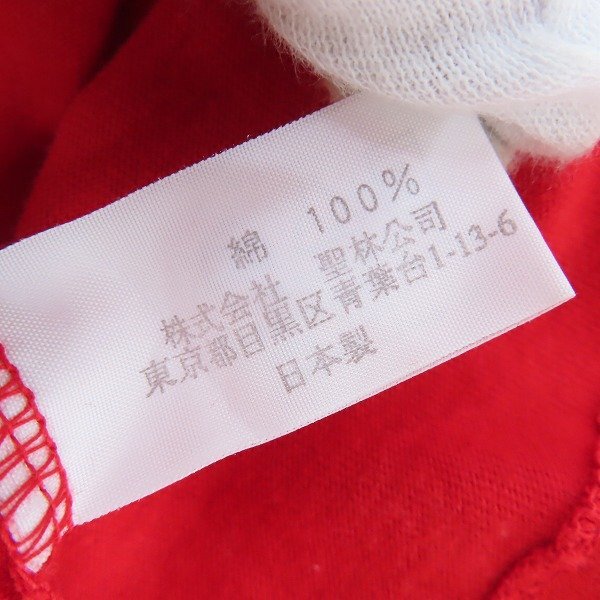 綿 100%
株式会社 聖林公司
東京都目黒区青葉台1-13-6
日本製